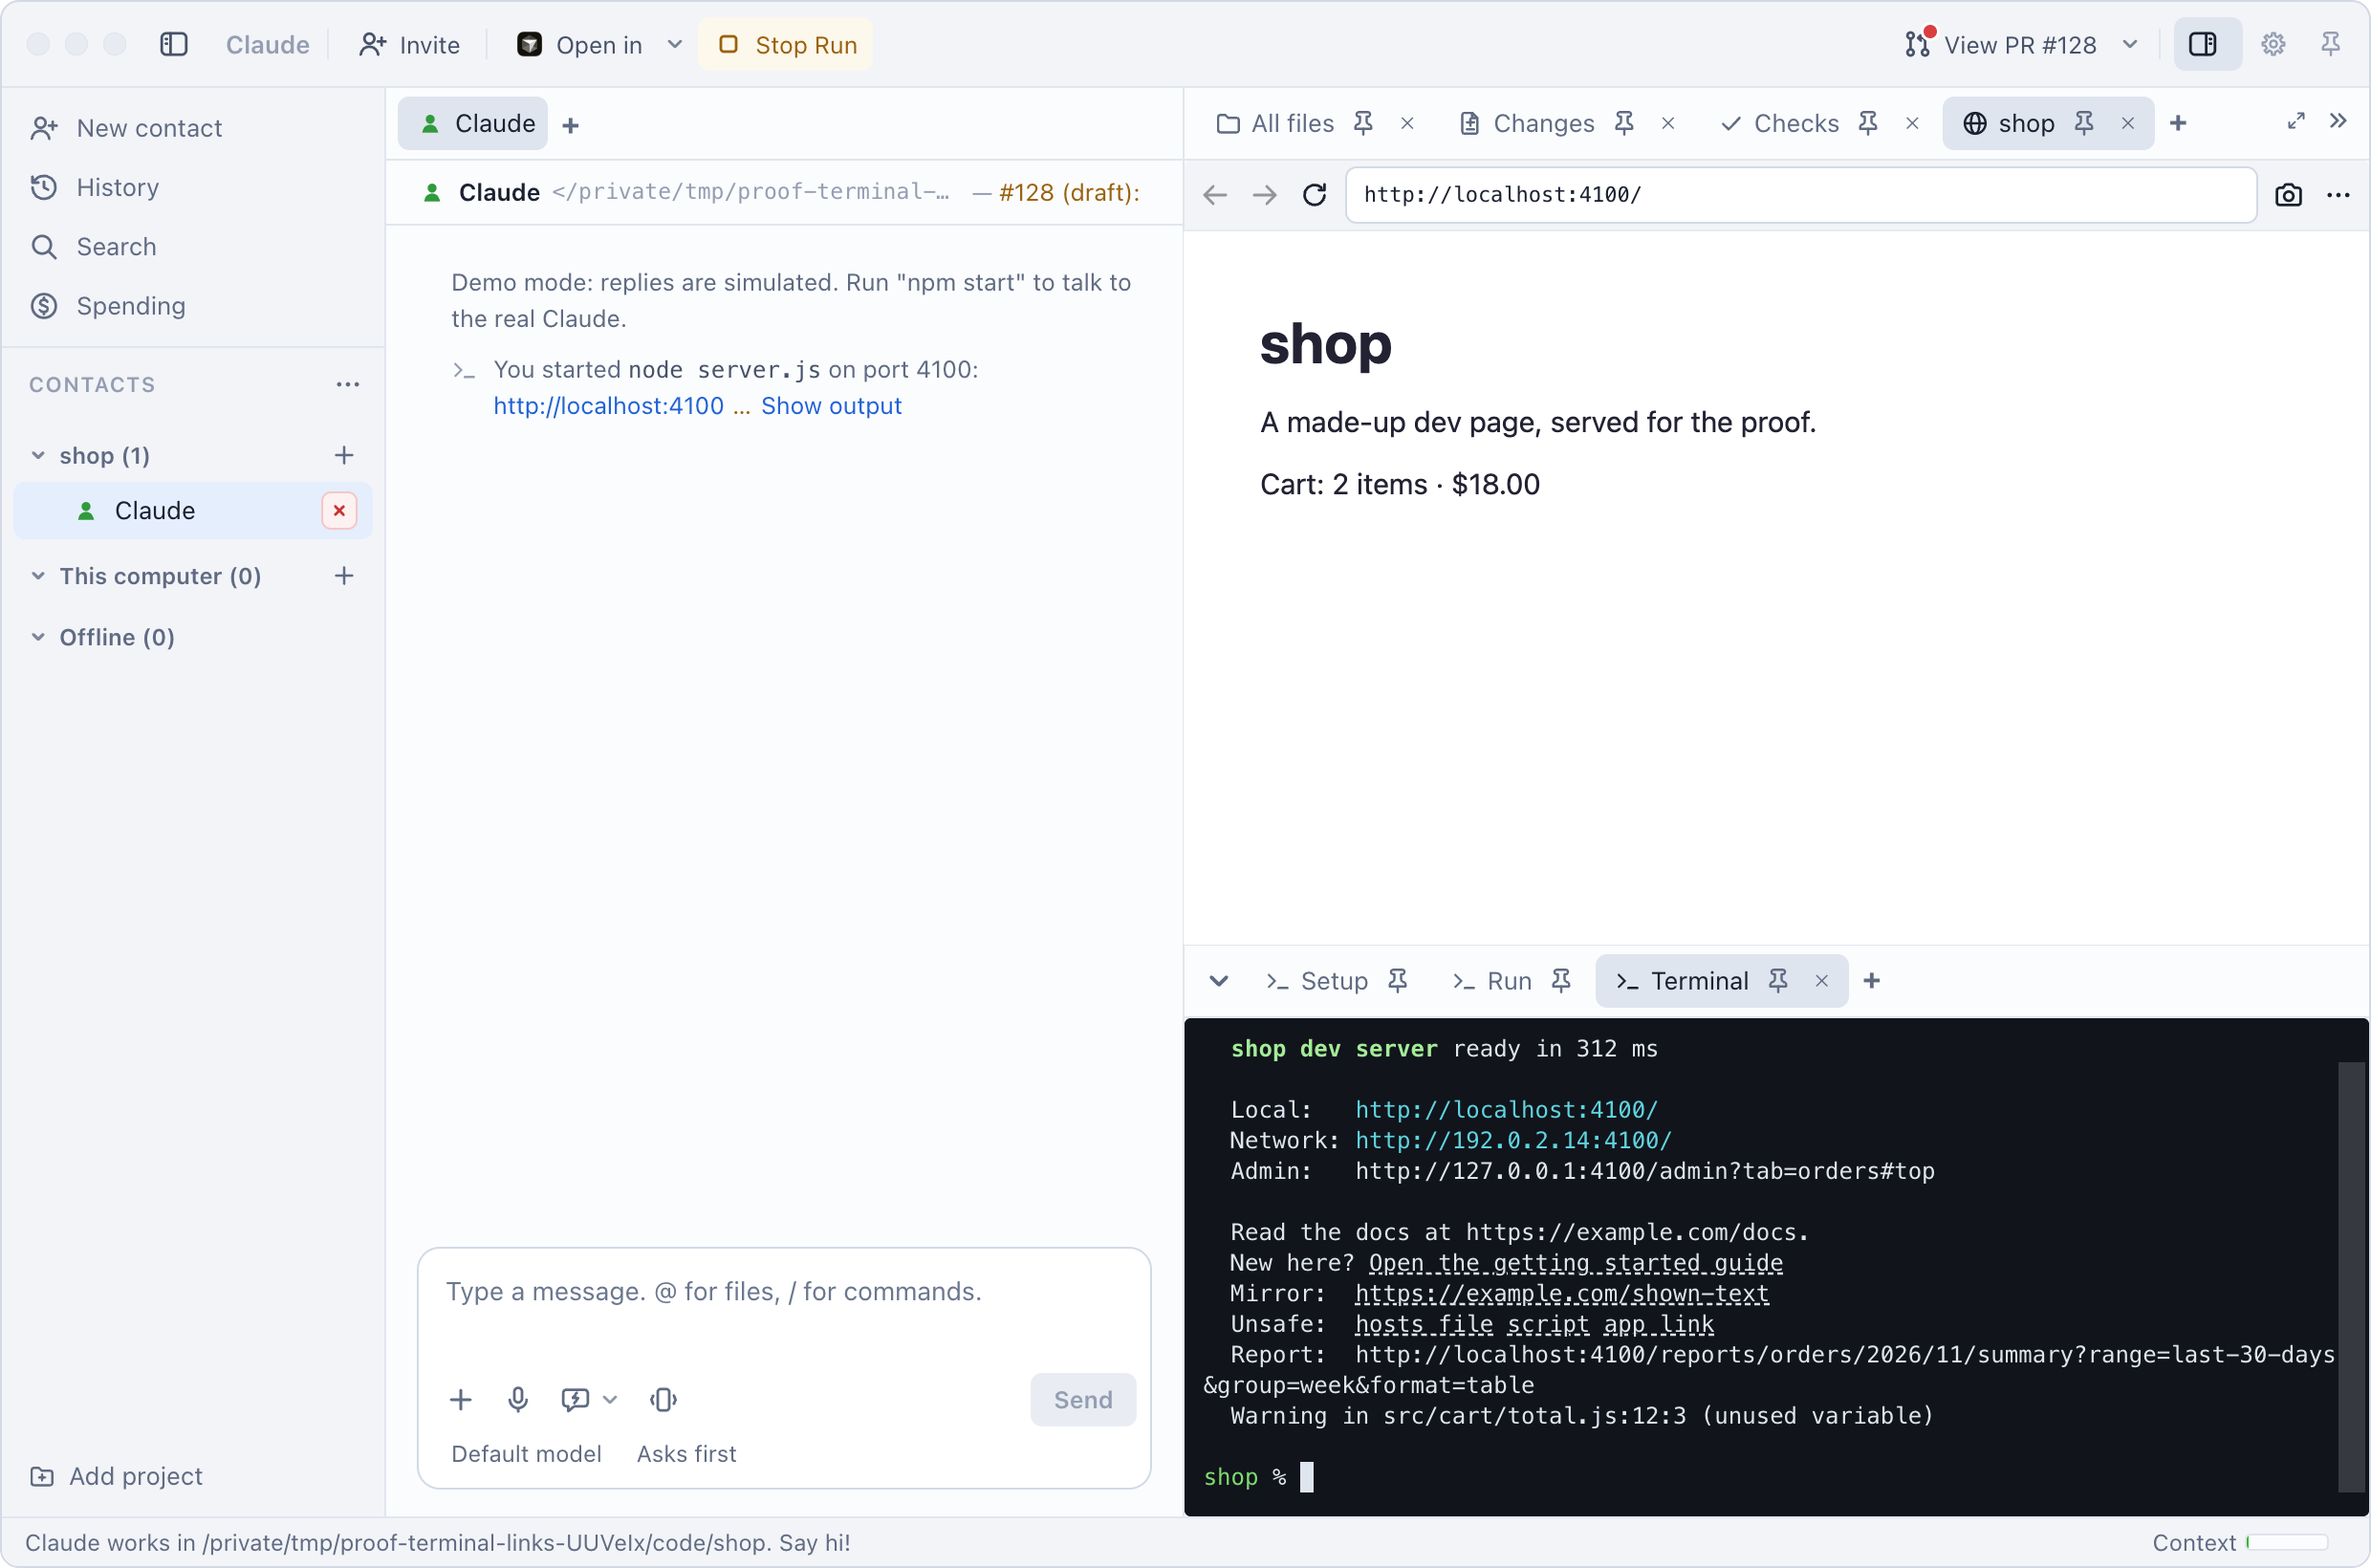 Claude
Invite
Open in
Stop Run
View PR #128
New contact
History
Search
Spending
CONTACTS
shop (1)
Claude
This computer (0)
Offline (0)
Add project
Claude
Claude </private/tmp/proof-terminal-… — #128 (draft):
Demo mode: replies are simulated. Run "npm start" to talk to
the real Claude.
You started node server.js on port 4100:
http://localhost:4100 … Show output
Type a message. @ for files, / for commands.
Send
Default model Asks first
All files
Changes
Checks
shop
http://localhost:4100/
shop
A made-up dev page, served for the proof.
Cart: 2 items · $18.00
Setup
Run
Terminal
shop dev server ready in 312 ms
Local: http://localhost:4100/
Network: http://192.0.2.14:4100/
Admin: http://127.0.0.1:4100/admin?tab=orders#top
Read the docs at https://example.com/docs.
New here? Open the getting started guide
Mirror: https://example.com/shown-text
Unsafe: hosts file script app link
Report: http://localhost:4100/reports/orders/2026/11/summary?range=last-30-days
&group=week&format=table
Warning in src/cart/total.js:12:3 (unused variable)
shop %
Claude works in /private/tmp/proof-terminal-links-UUVeIx/code/shop. Say hi!
Context